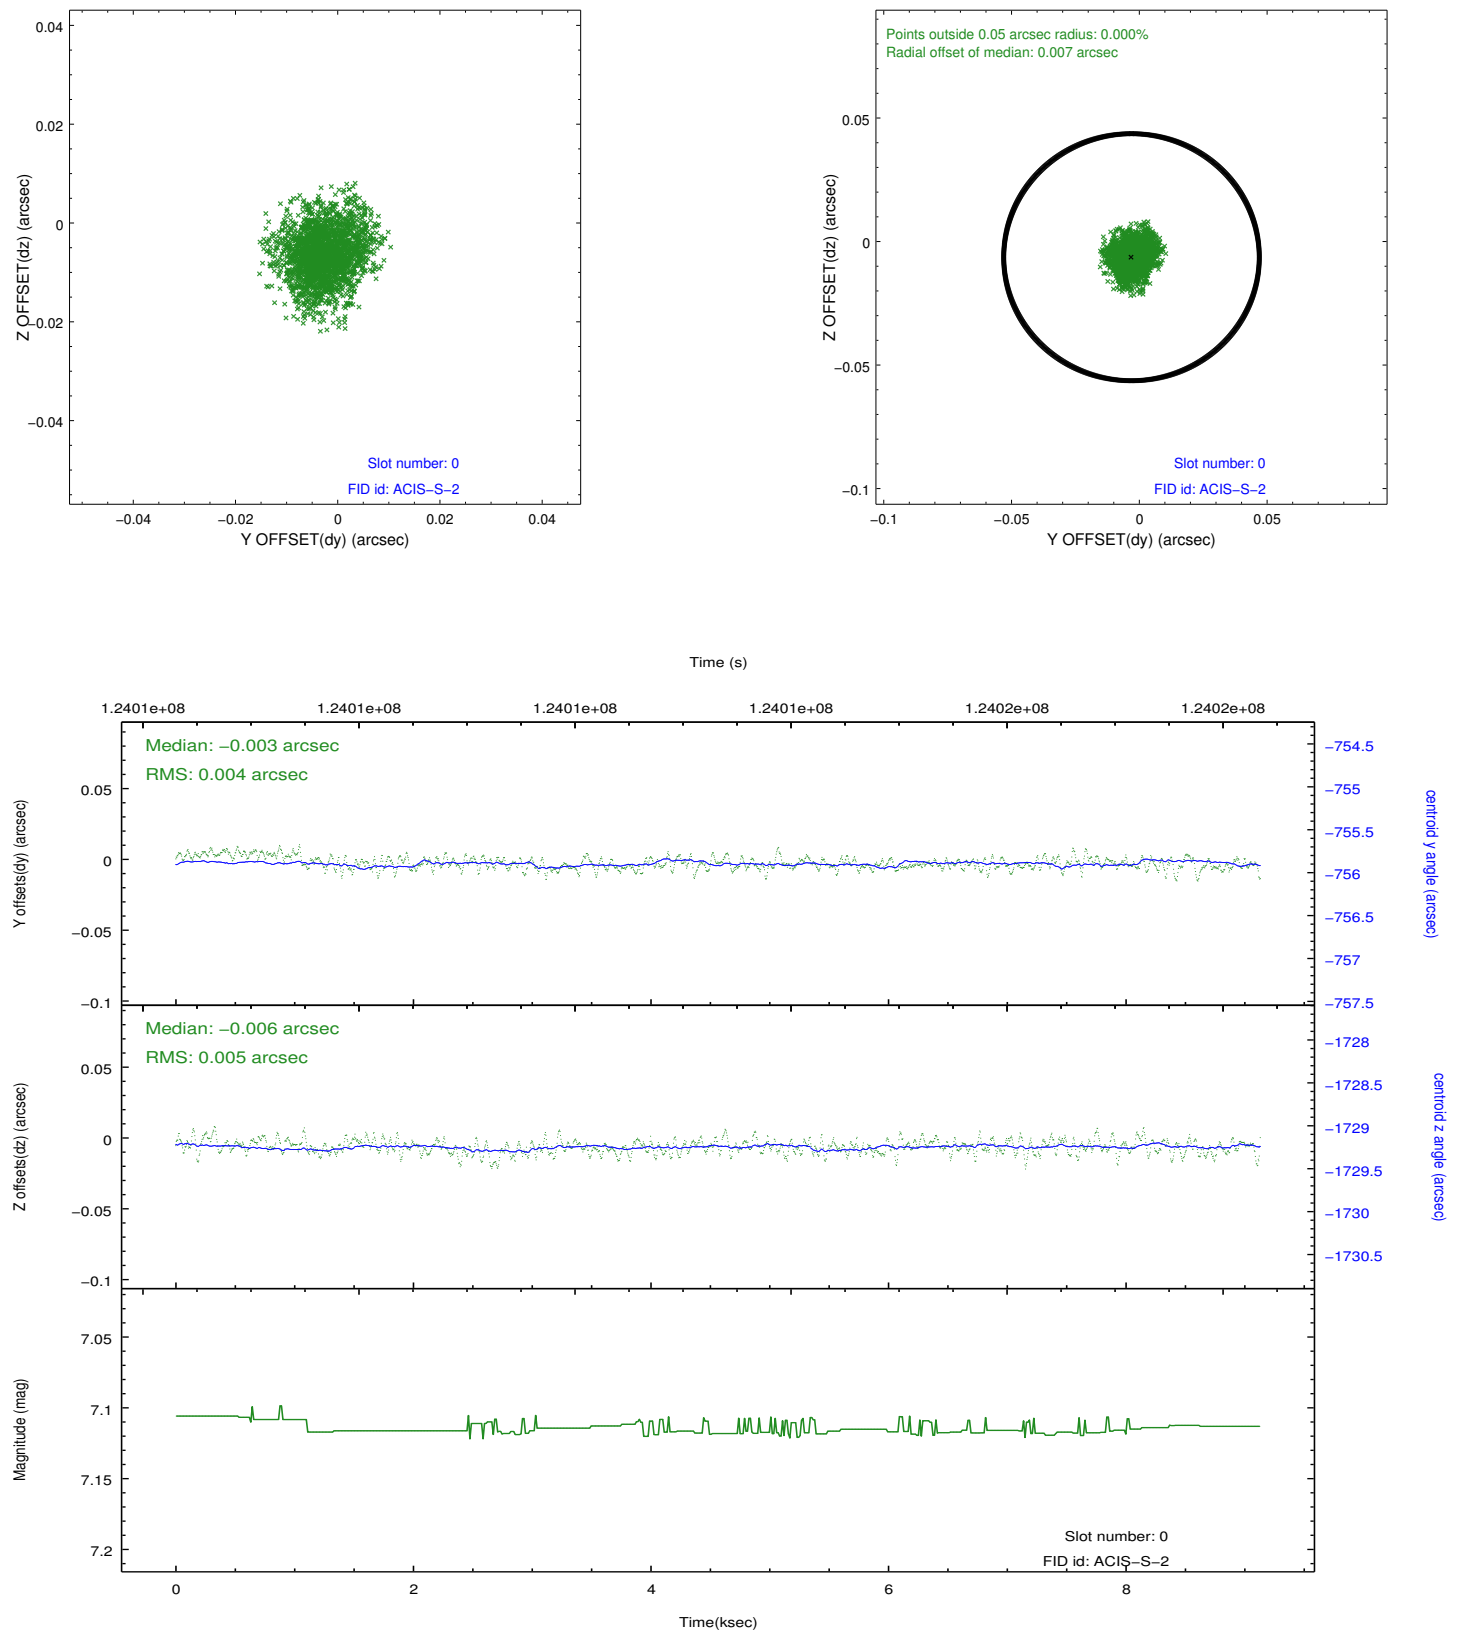 0.04
0.02
0
−0.02
−0.04
Z OFFSET(dz) (arcsec)
Slot number: 0
FID id: ACIS−S−2
−0.04
−0.02
0
0.02
0.04
Y OFFSET(dy) (arcsec)
Points outside 0.05 arcsec radius: 0.000%
Radial offset of median: 0.007 arcsec
0.05
0
−0.05
−0.1
Z OFFSET(dz) (arcsec)
Slot number: 0
FID id: ACIS−S−2
−0.1
−0.05
0
0.05
Y OFFSET(dy) (arcsec)
Time (s)
1.2401e+08
1.2401e+08
1.2401e+08
1.2401e+08
1.2402e+08
1.2402e+08
Median: −0.003 arcsec
RMS: 0.004 arcsec
0.05
0
−0.05
−0.1
Y offsets(dy) (arcsec)
−754.5
−755
−755.5
−756
−756.5
−757
−757.5
centroid y angle (arcsec)
Median: −0.006 arcsec
RMS: 0.005 arcsec
0.05
0
−0.05
−0.1
Z offsets(dz) (arcsec)
−1728
−1728.5
−1729
−1729.5
−1730
−1730.5
centroid z angle (arcsec)
7.05
7.1
7.15
7.2
Magnitude (mag)
Slot number: 0
FID id: ACIS−S−2
0
2
4
6
8
Time(ksec)